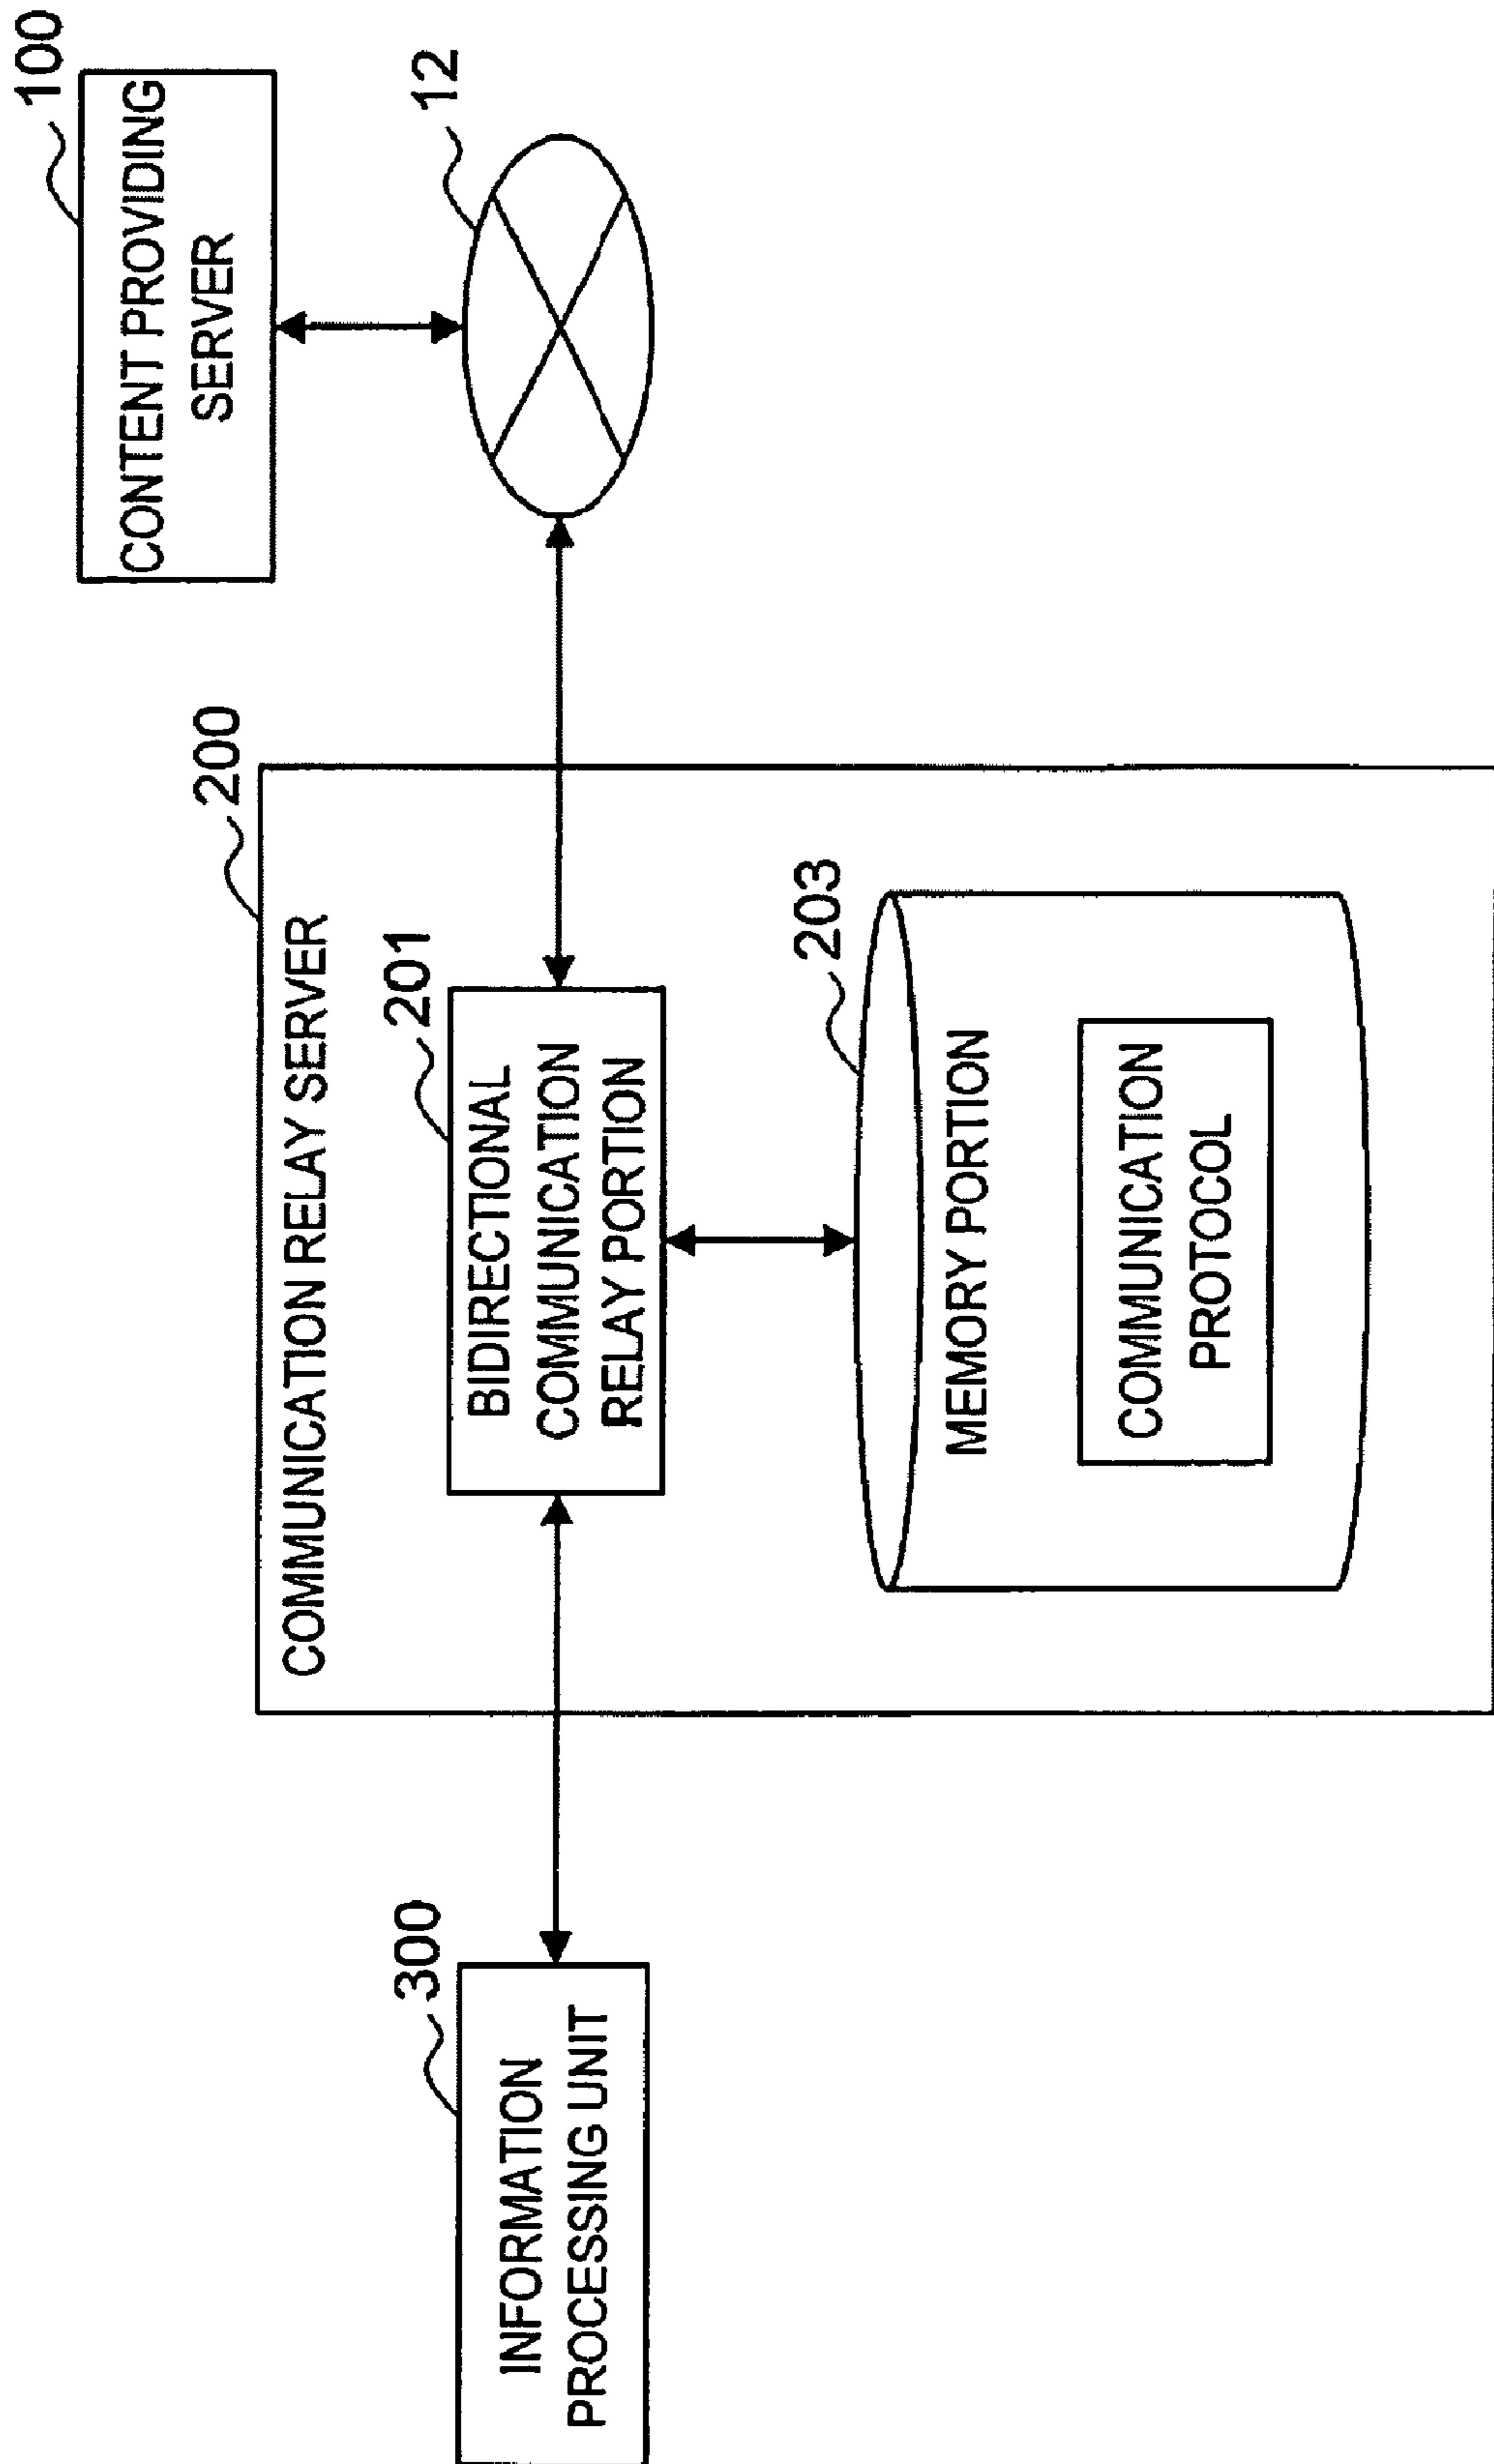 100
CONTENT PROVIDING
SERVER
12
200
COMMUNICATION RELAY SERVER
201
BIDIRECTIONAL
COMMUNICATION
RELAY PORTION
203
MEMORY PORTION
COMMUNICATION
PROTOCOL
300
INFORMATION
PROCESSING UNIT